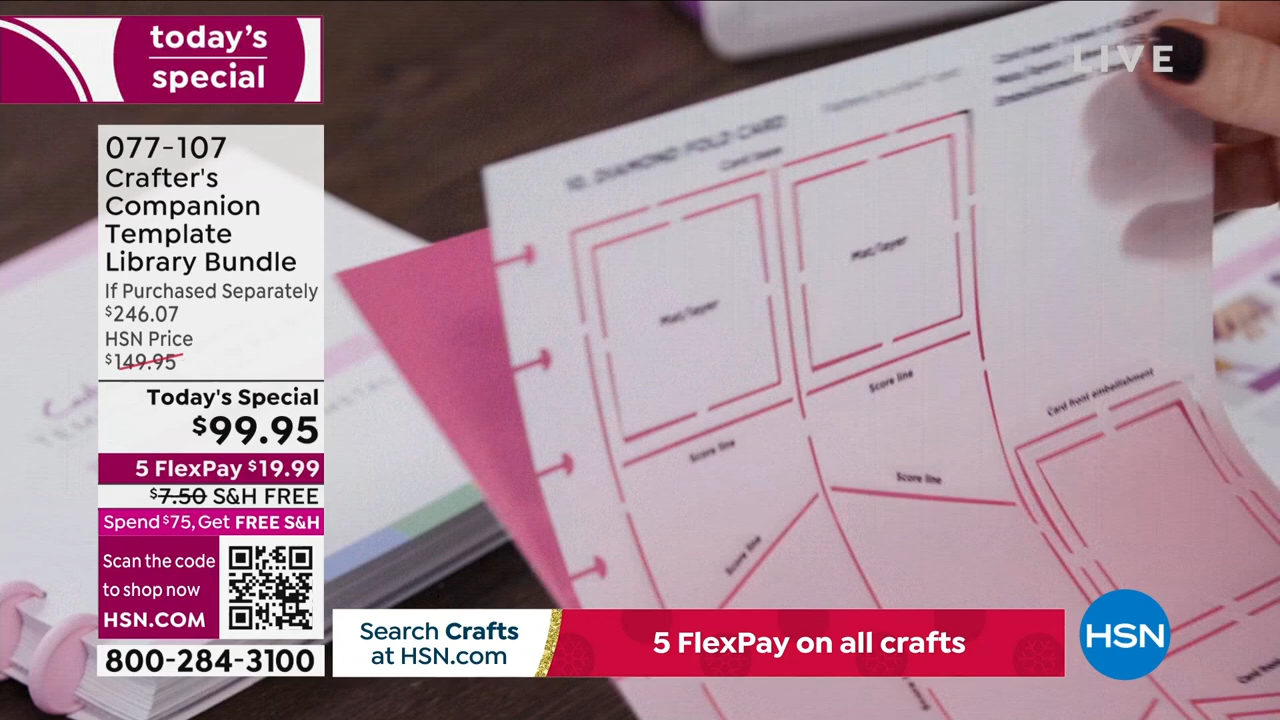 today's
special
077-107
Crafter's
Companion
Template
Library Bundle
If Purchased Separately
$246.07
HSN Price
$149.95
Today's Special
$99.95
5 FlexPay $19.99
$7.50 S&H FREE
Spend $75, Get FREE S&H
Scan the code
to shop now
HSN.COM
800-284-3100
LIVE
10. DIAMOND FOLD CARD
Card base
Mat/layer
Mat/layer
Score line
Score line
Score line
Score line
Card front embellishment
Search Crafts
at HSN.com
5 FlexPay on all crafts
HSN